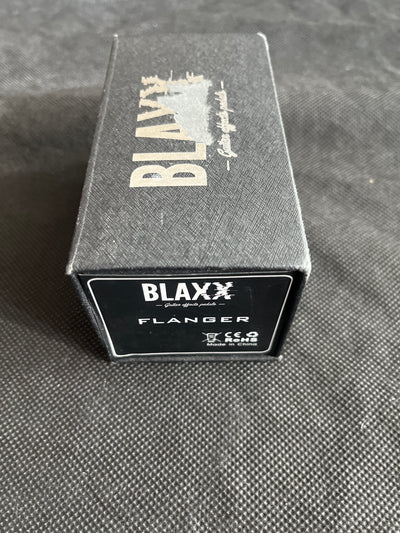 BLAXX
Guitar effects pedals
BLAXX
Guitar effects pedals
FLANGER
CE
RoHS
Made in China